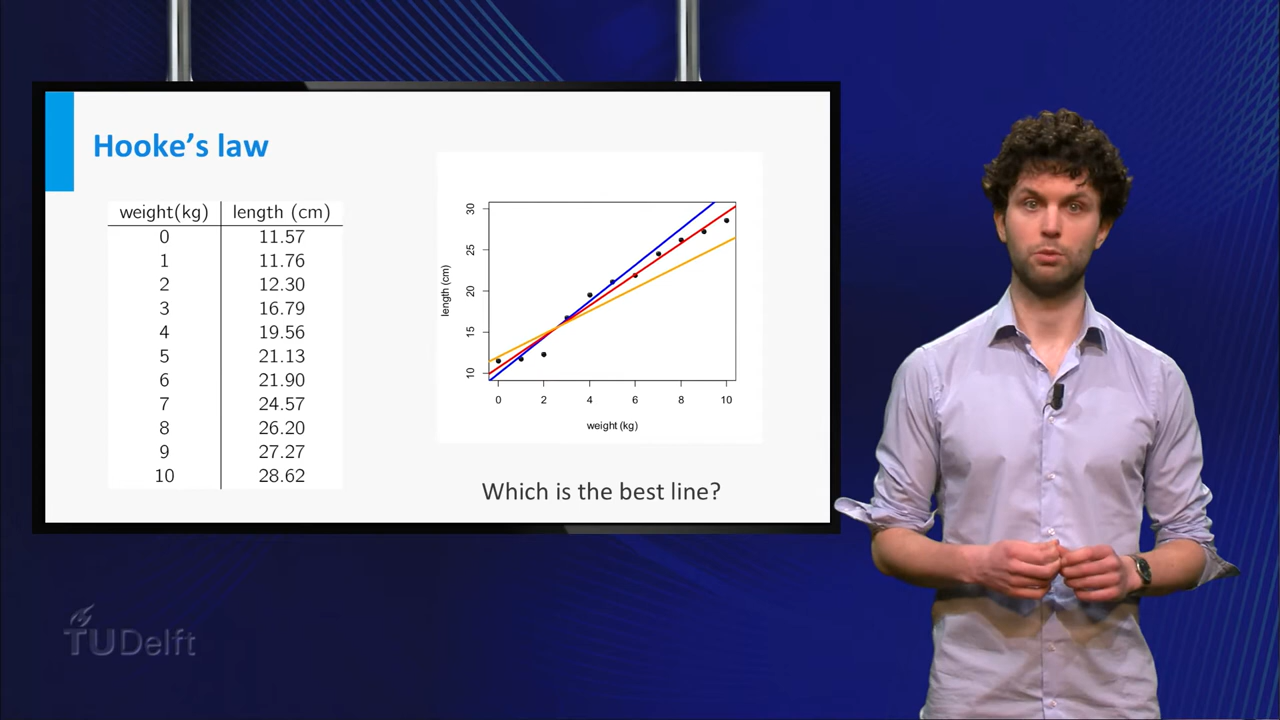 Hooke's law
weight(kg) length (cm)
0 11.57
1 11.76
2 12.30
3 16.79
4 19.56
5 21.13
6 21.90
7 24.57
8 26.20
9 27.27
10 28.62
length (cm)
30
25
20
15
10
0 2 4 6 8 10
weight (kg)
Which is the best line?
TUDelft